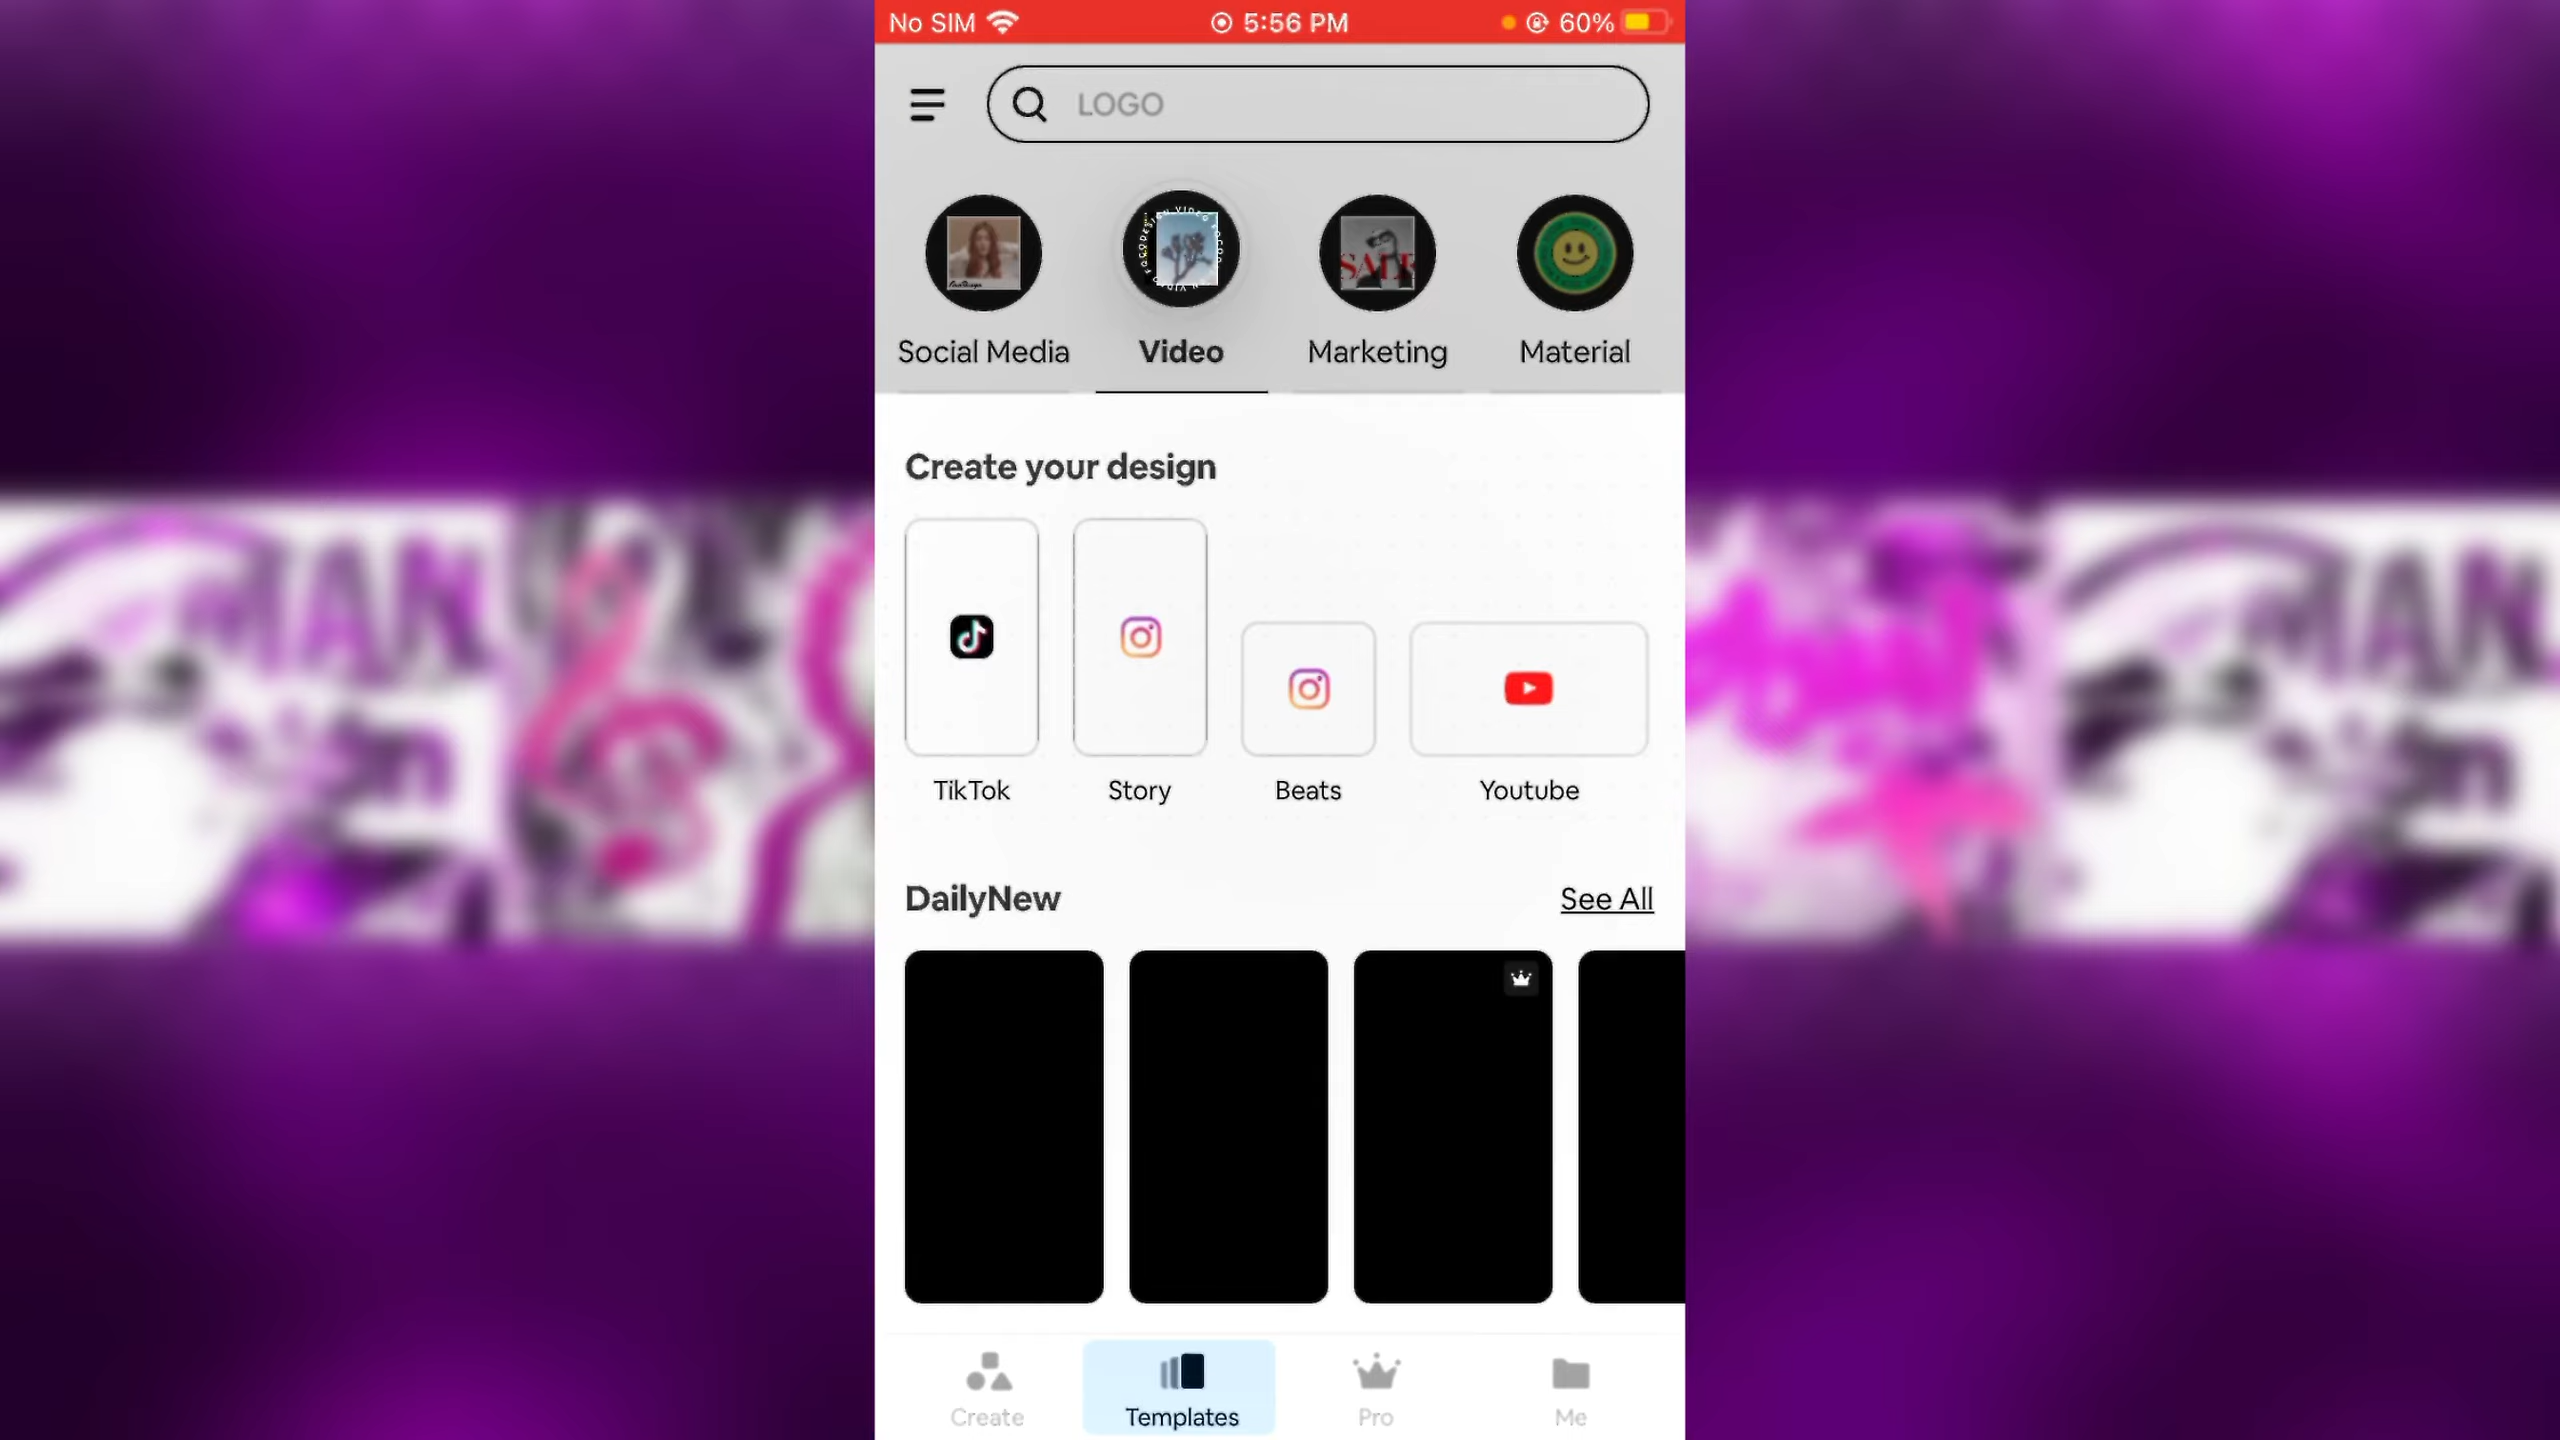 No SIM 5:56 PM 60%
LOGO
Social Media Video Marketing Material
Create your design
TikTok Story Beats Youtube
DailyNew See All
Create Templates Pro Me